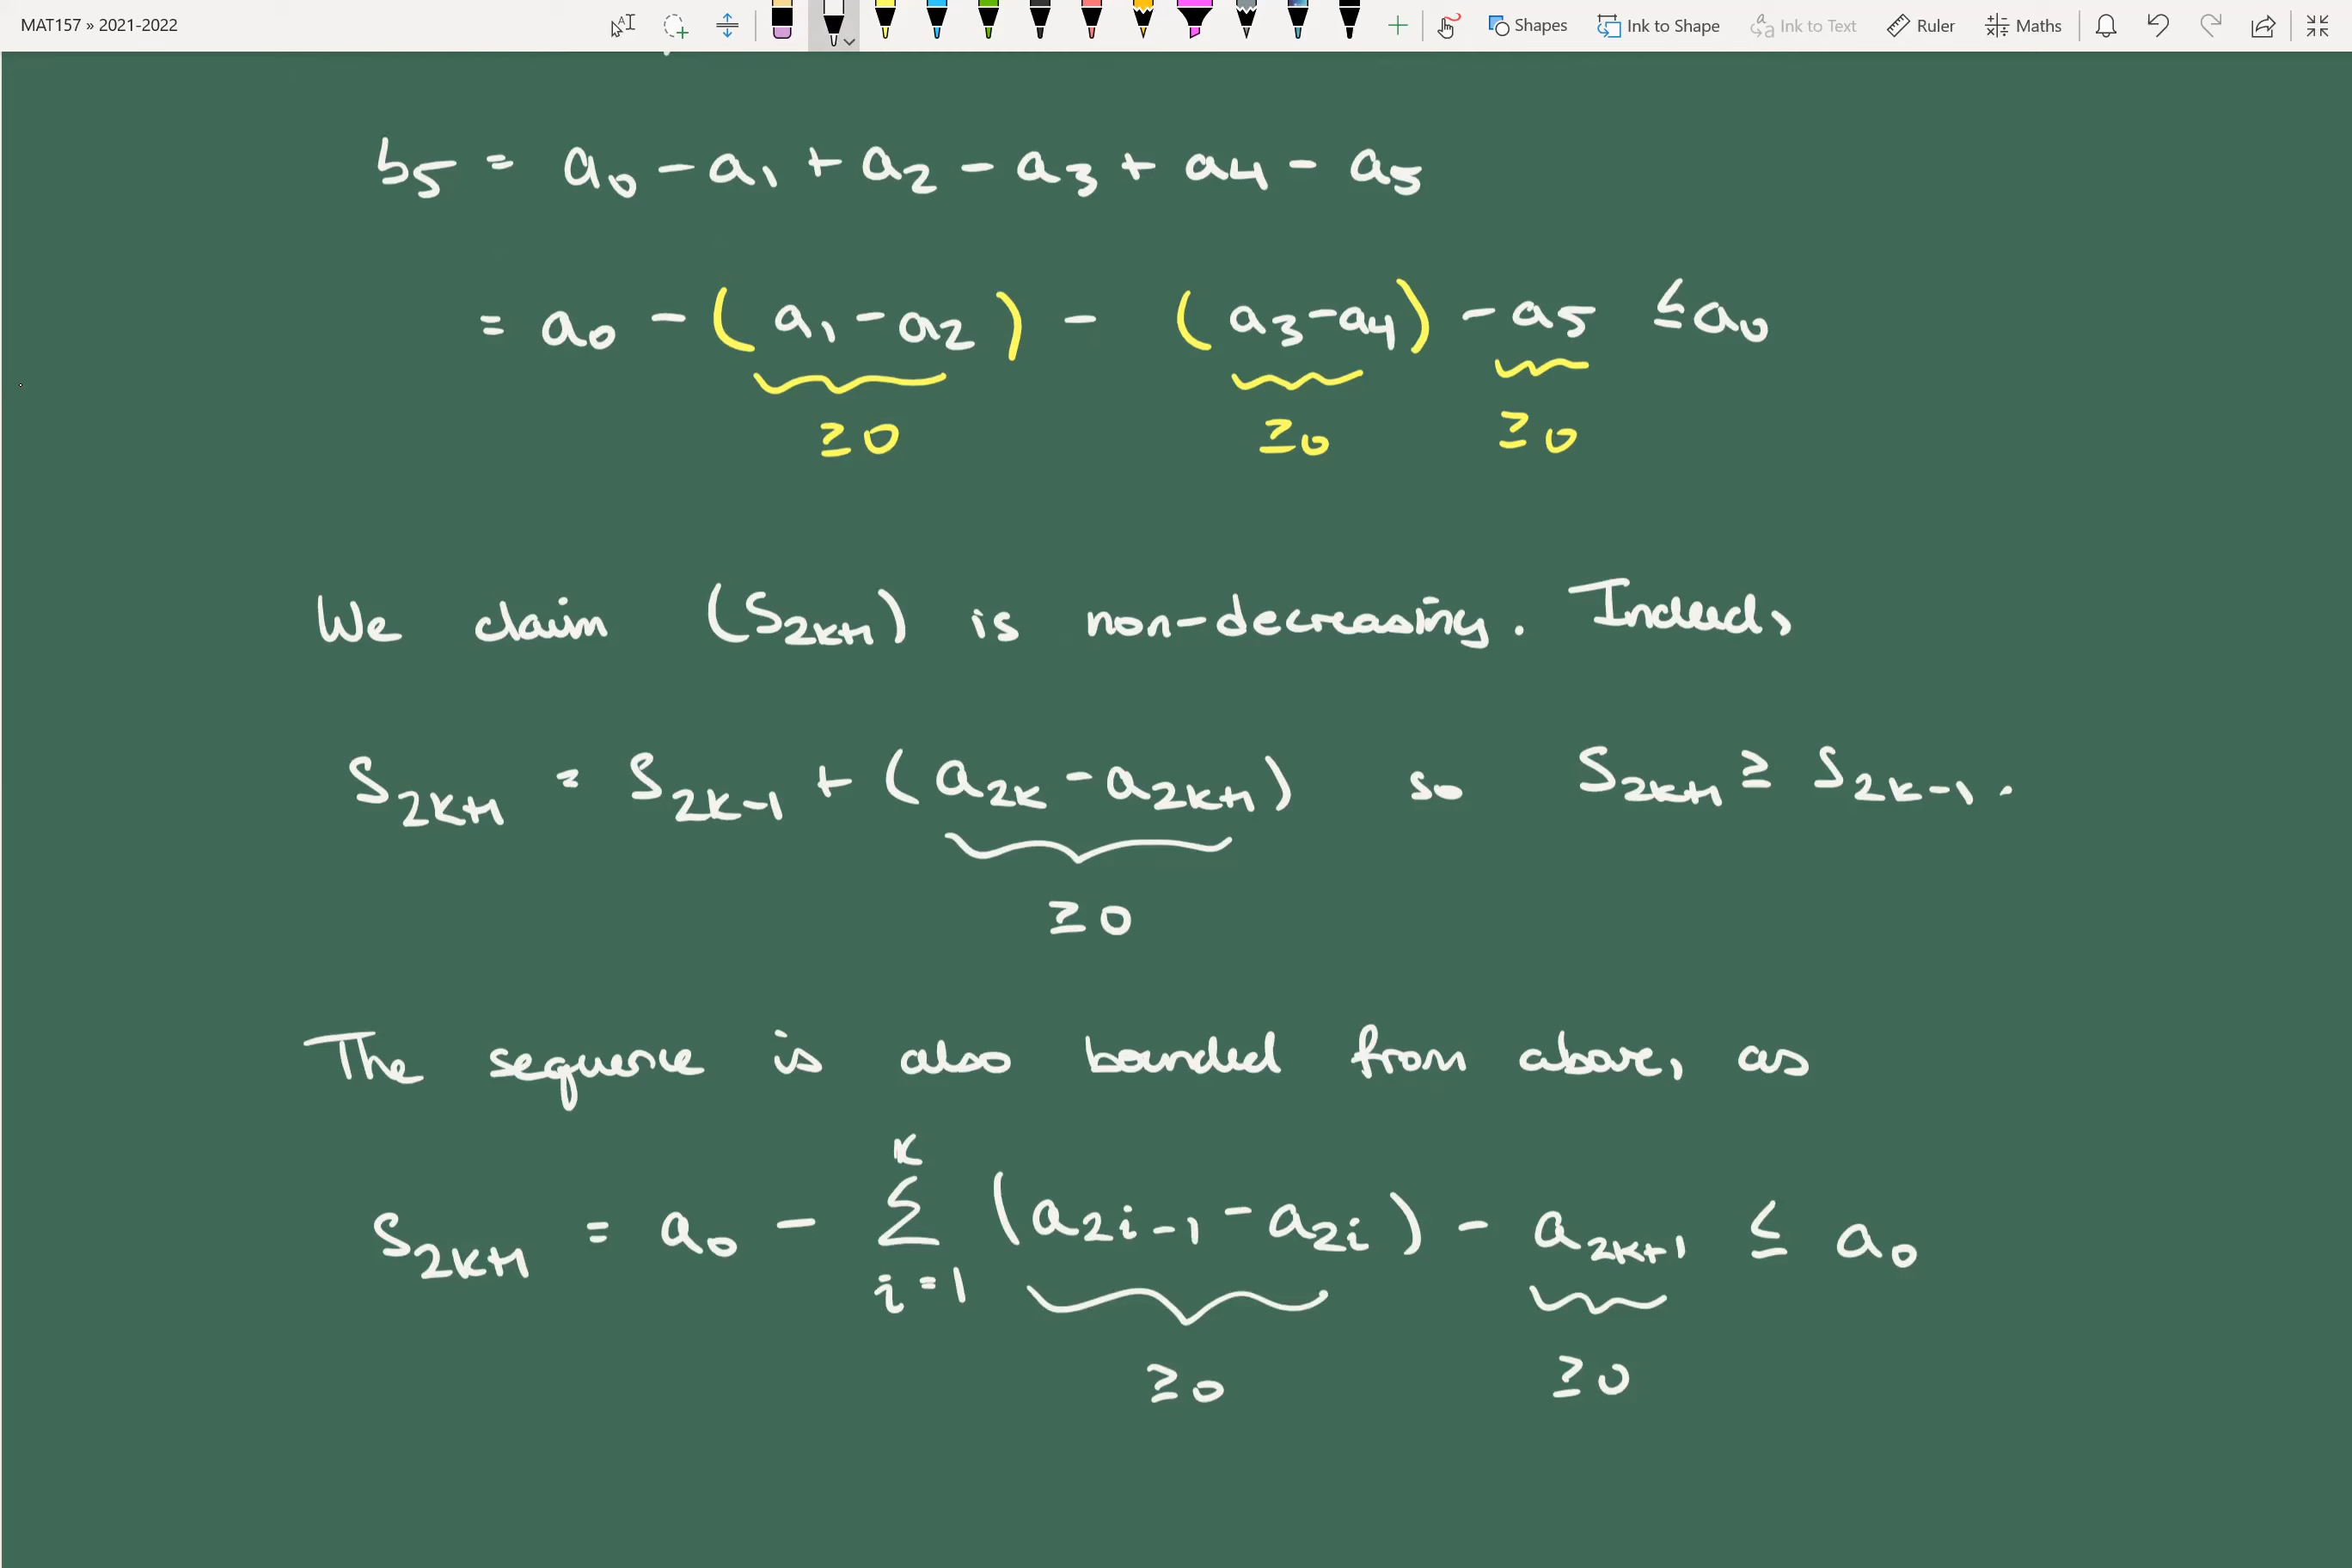 MAT157 » 2021-2022 Shapes Ink to Shape Ink to Text Ruler Maths
b₅ = a₀ − a₁ + a₂ − a₃ + a₄ − a₅
= a₀ − (a₁ − a₂) − (a₃ − a₄) − a₅ ≤ a₀
≥0 ≥0 ≥0
We claim (S₂ₖ₊₁) is non-decreasing. Indeed,
S₂ₖ₊₁ = S₂ₖ₋₁ + (a₂ₖ − a₂ₖ₊₁) so S₂ₖ₊₁ ≥ S₂ₖ₋₁.
≥0
The sequence is also bounded from above, as
K
S₂ₖ₊₁ = a₀ − Σ (a₂ᵢ₋₁ − a₂ᵢ) − a₂ₖ₊₁ ≤ a₀
i=1
≥0 ≥0